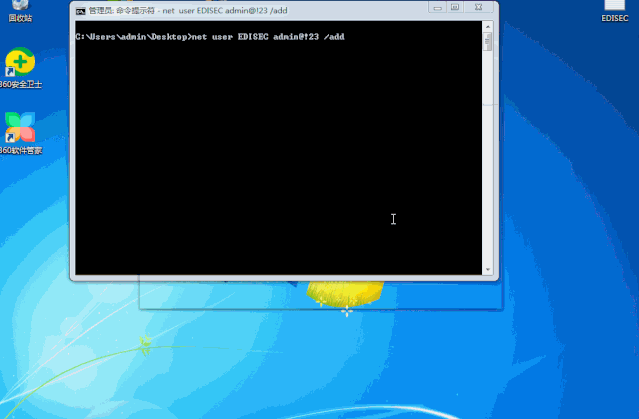 回收站
管理员: 命令提示符 - net  user EDISEC admin@!23 /add
EDISEC
C:\Users\admin\Desktop>net user EDISEC admin@!23 /add
360安全卫士
360软件管家